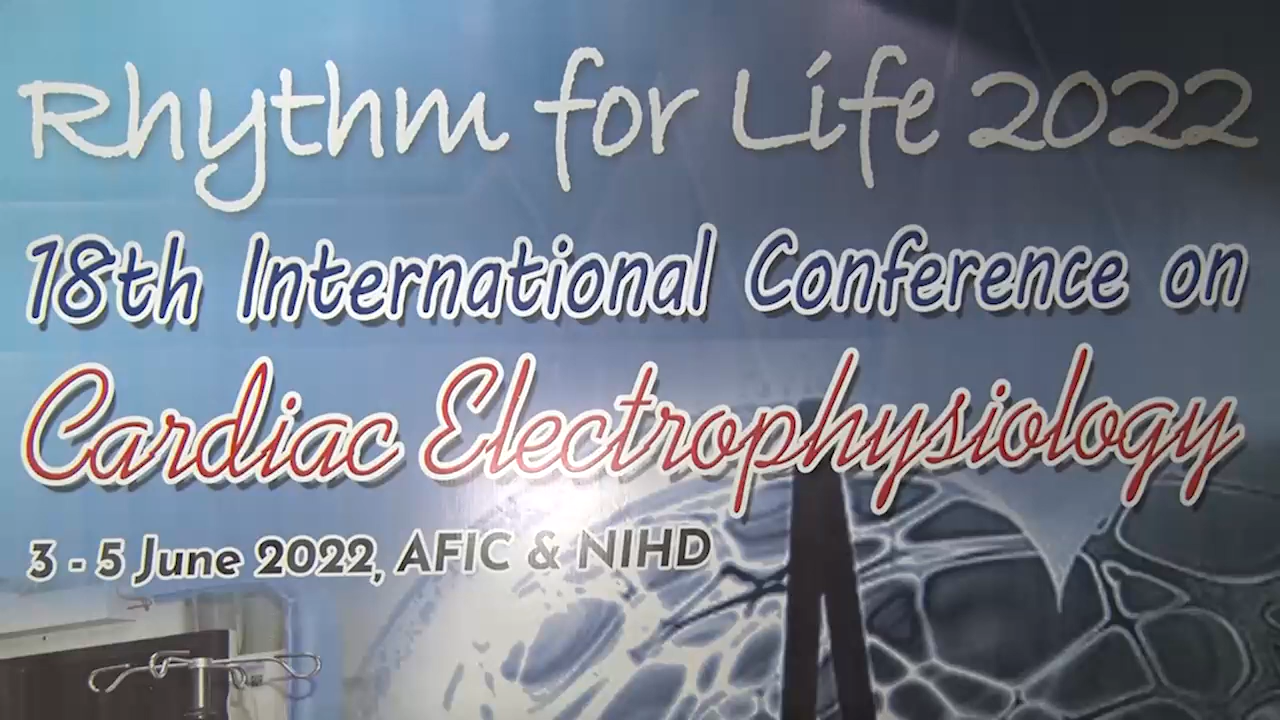 Rhythm for Life 2022
18th International Conference on
Cardiac Electrophysiology
3 - 5 June 2022, AFIC & NIHD